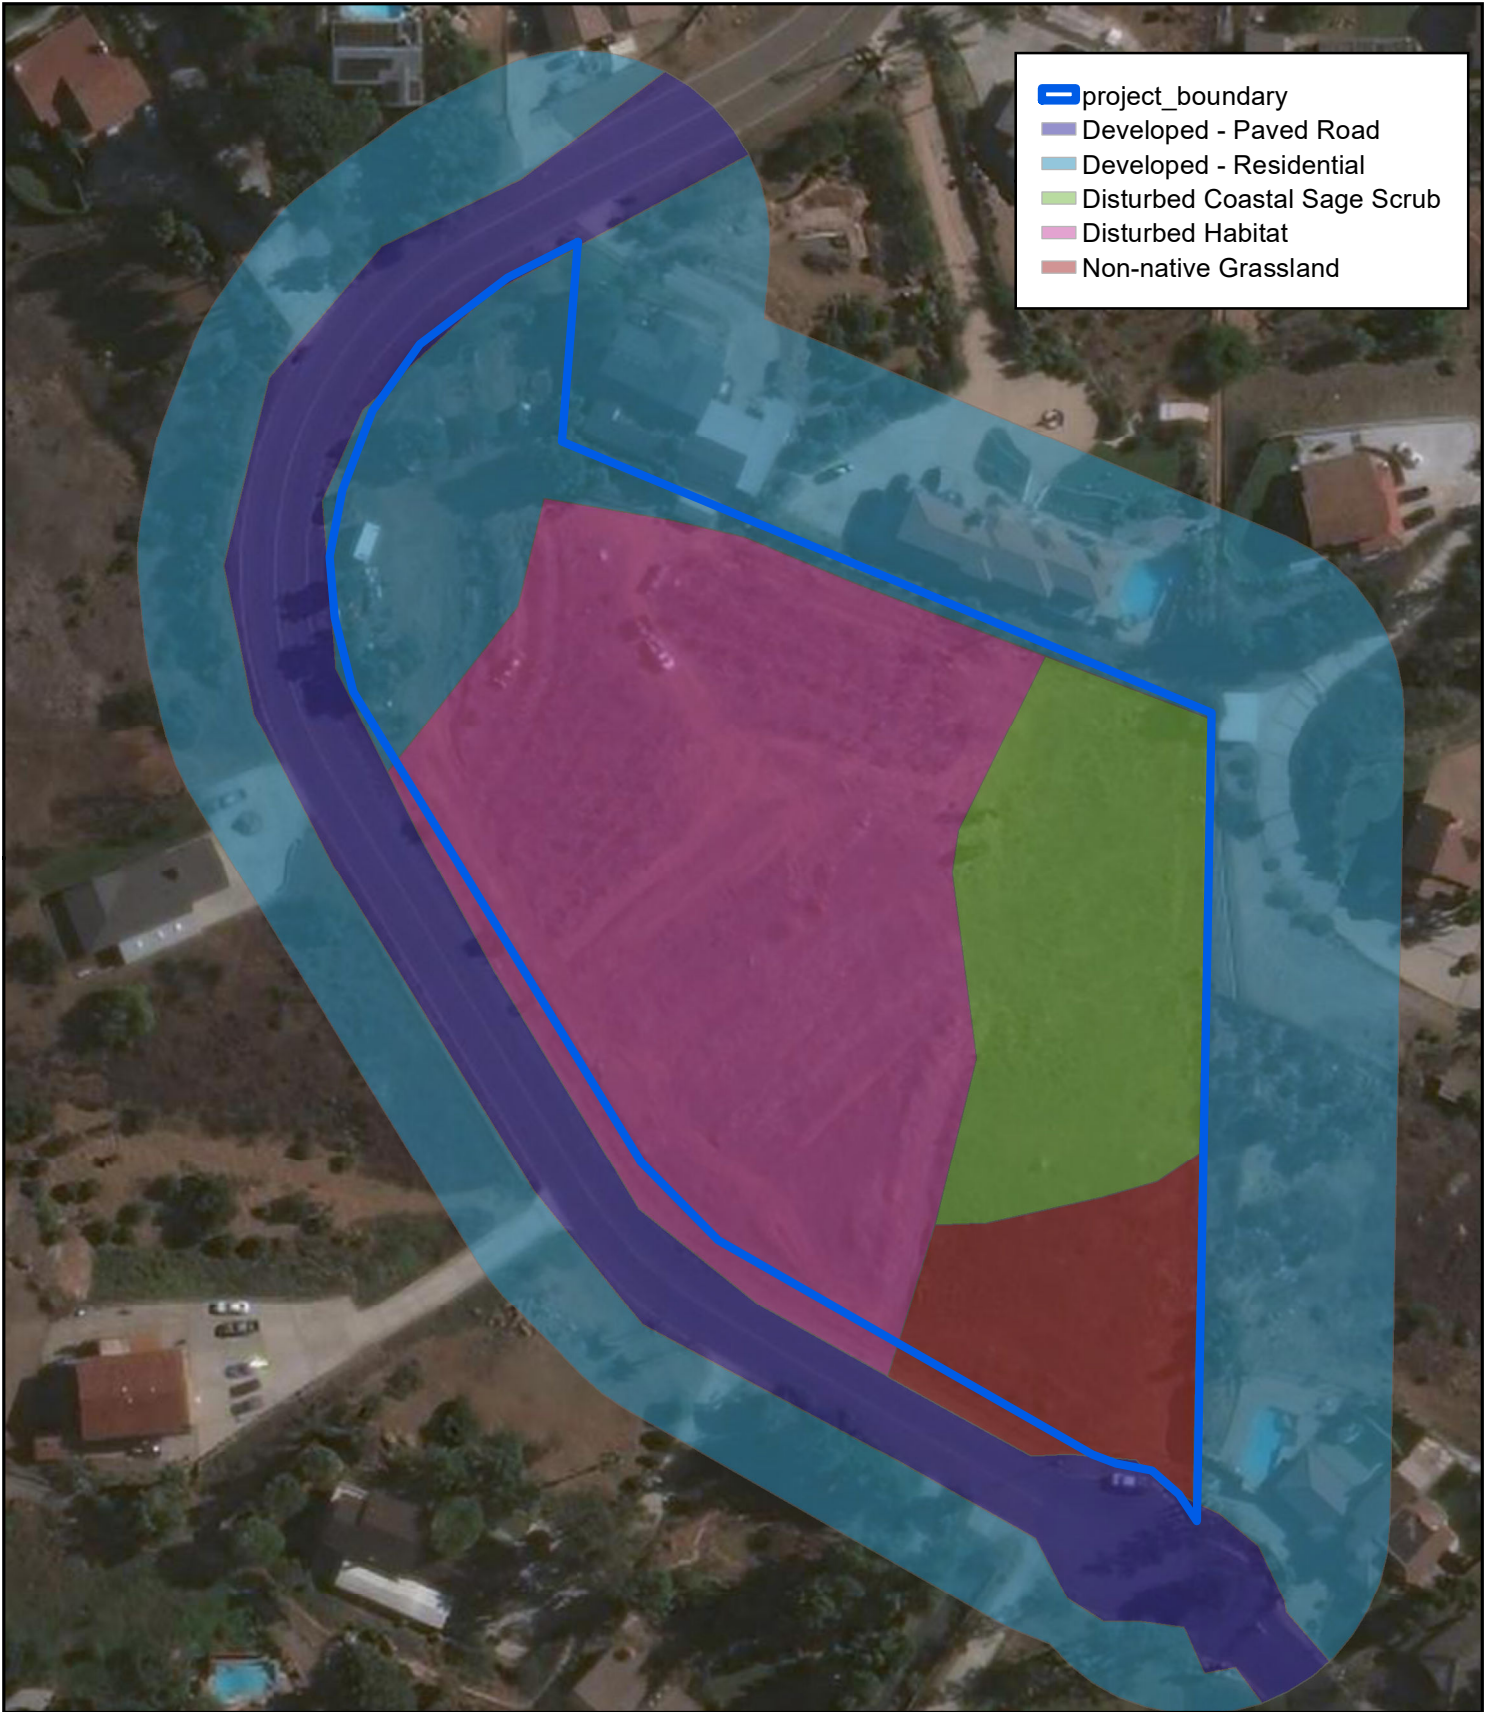 project_boundary
Developed - Paved Road
Developed - Residential
Disturbed Coastal Sage Scrub
Disturbed Habitat
Non-native Grassland